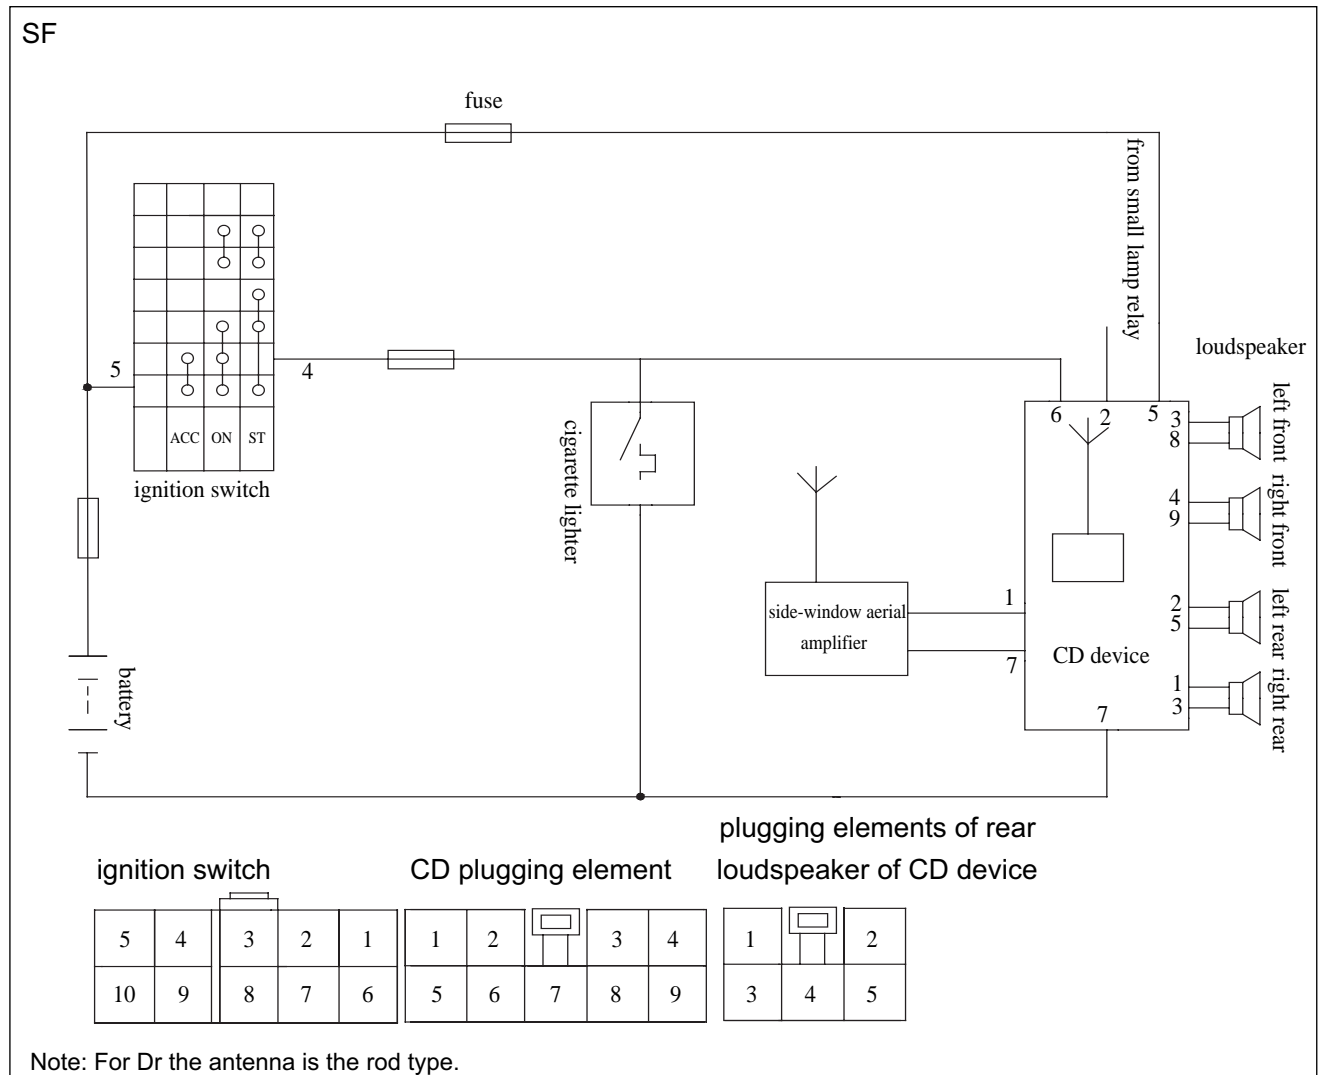 SF
fuse
from small lamp relay
loudspeaker
5
4
6
2
5
3
8
left front
ACC ON ST
ignition switch
cigarette lighter
4
9
right front
side-window aerial
amplifier
1
7
CD device
2
5
left rear
1
3
right rear
7
battery
plugging elements of rear
loudspeaker of CD device
ignition switch
CD plugging element
5 4 3 2 1
10 9 8 7 6
1 2 3 4
5 6 7 8 9
1 2
3 4 5
Note: For Dr the antenna is the rod type.